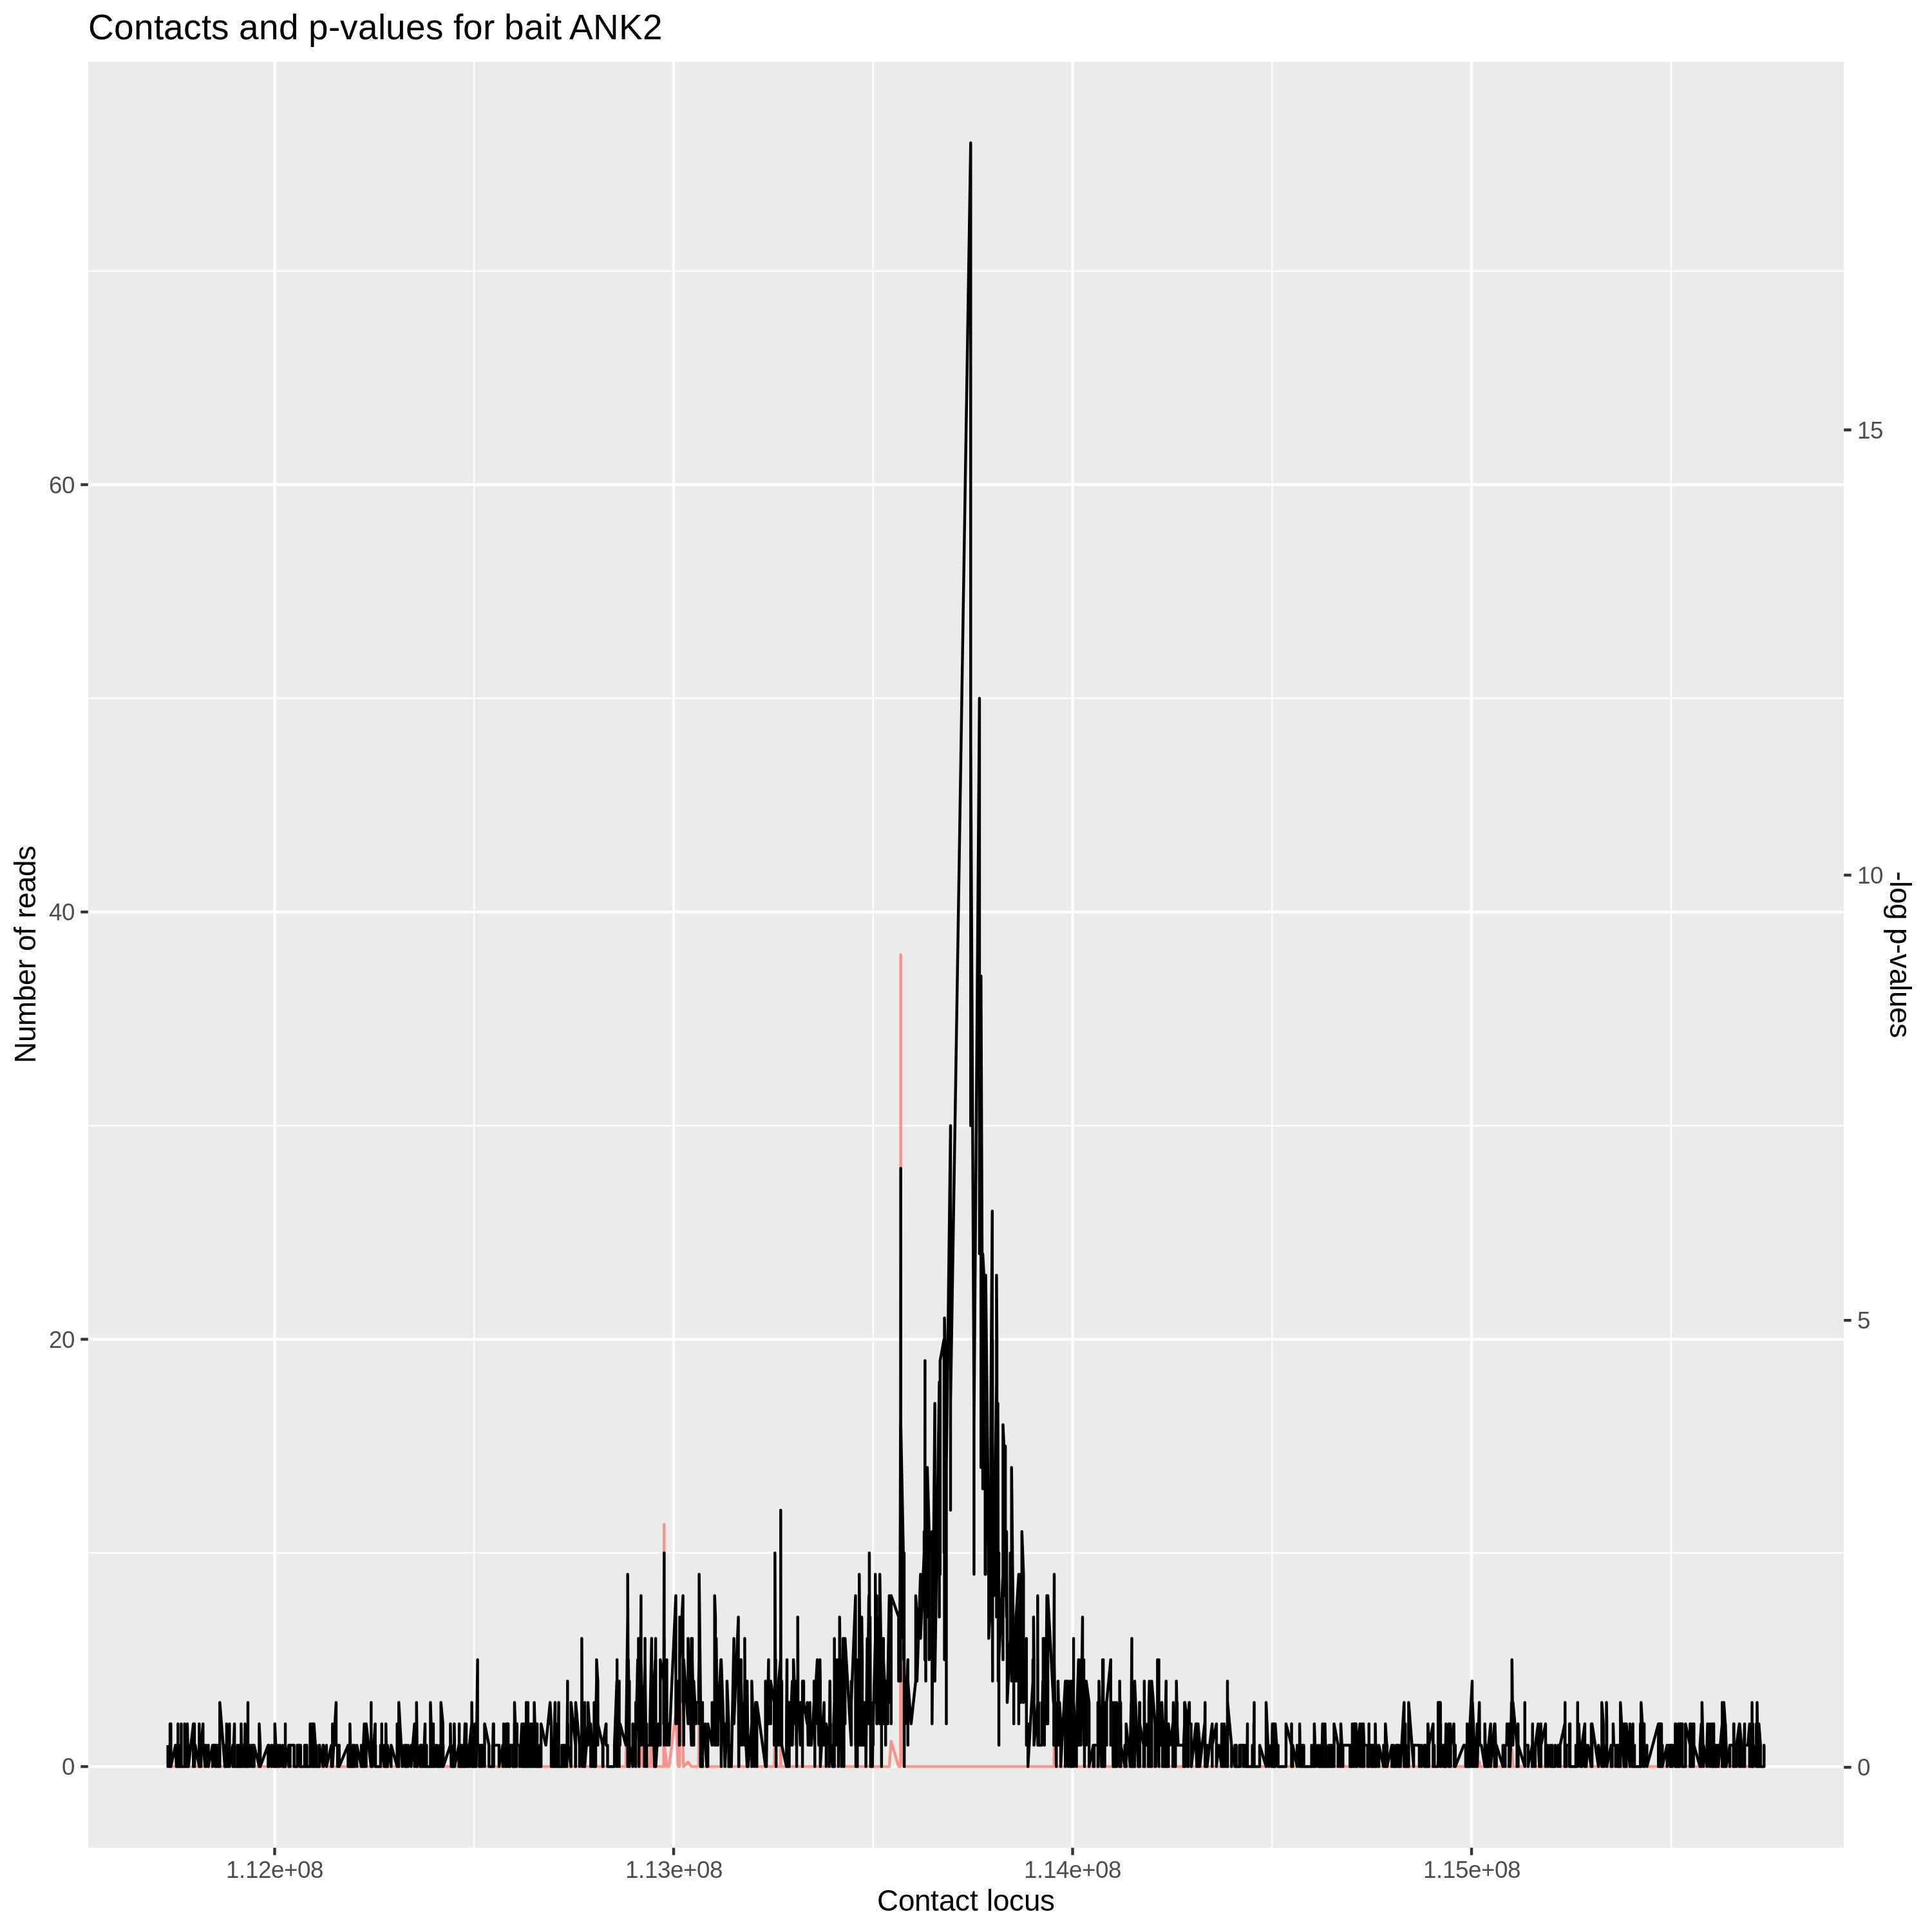 Contacts and p-values for bait ANK2
Number of reads
60
40
20
0
15
10
5
0
-log p-values
1.12e+08
1.13e+08
1.14e+08
1.15e+08
Contact locus